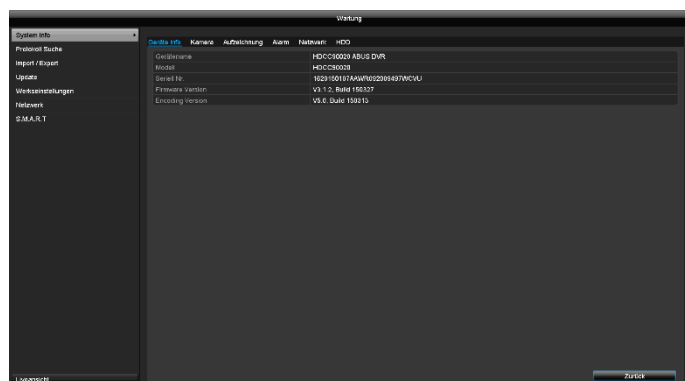 Wartung
System Info
Protokoll Suche
Import / Export
Update
Werkseinstellungen
Netzwerk
S.M.A.R.T
Geräte Info Kamera Aufzeichnung Alarm Netzwerk HDD
Gerätename HDCC90020 ABUS DVR
Modell HDCC90020
Seriell Nr.
Firmware Version V3.1.2, Build 150327
Encoding Version V5.0, Build 150313
Liveansicht
Zurück